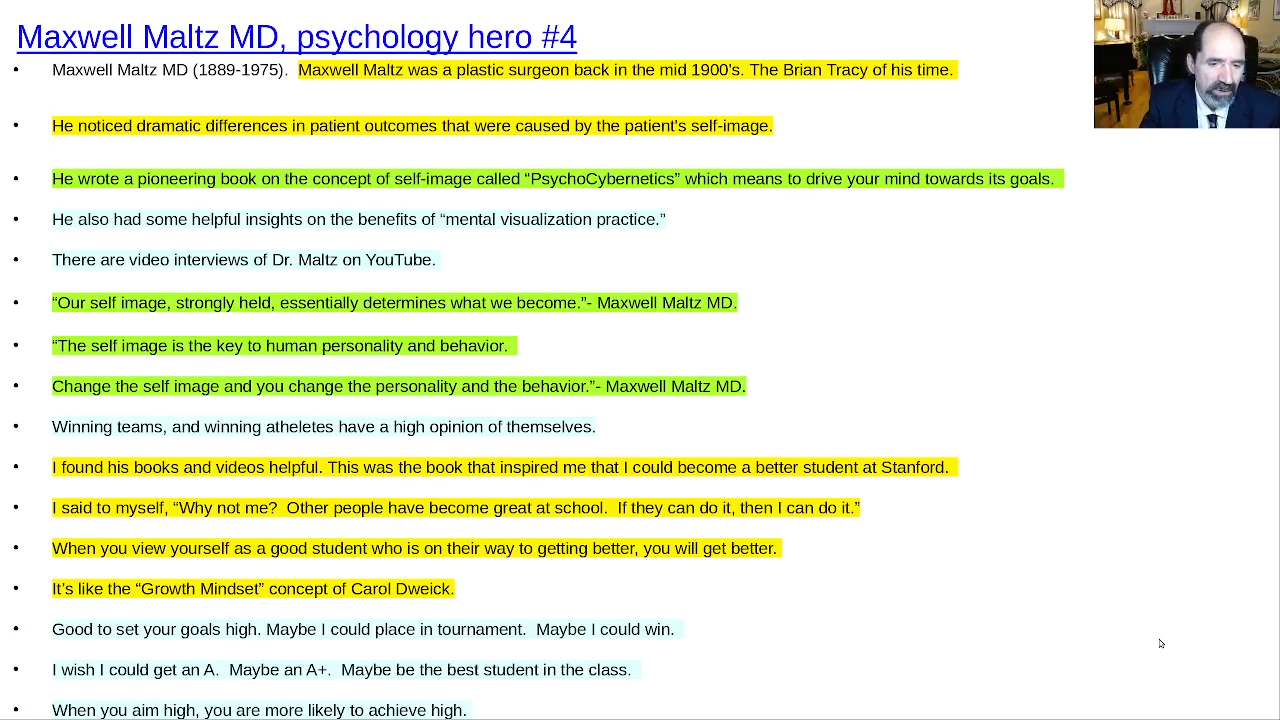 Maxwell Maltz MD, psychology hero #4
• Maxwell Maltz MD (1889-1975).  Maxwell Maltz was a plastic surgeon back in the mid 1900's. The Brian Tracy of his time.
• He noticed dramatic differences in patient outcomes that were caused by the patient's self-image.
• He wrote a pioneering book on the concept of self-image called “PsychoCybernetics” which means to drive your mind towards its goals.
• He also had some helpful insights on the benefits of “mental visualization practice.”
• There are video interviews of Dr. Maltz on YouTube.
• “Our self image, strongly held, essentially determines what we become.”- Maxwell Maltz MD.
• “The self image is the key to human personality and behavior.
• Change the self image and you change the personality and the behavior.”- Maxwell Maltz MD.
• Winning teams, and winning atheletes have a high opinion of themselves.
• I found his books and videos helpful. This was the book that inspired me that I could become a better student at Stanford.
• I said to myself, “Why not me?  Other people have become great at school.  If they can do it, then I can do it.”
• When you view yourself as a good student who is on their way to getting better, you will get better.
• It's like the “Growth Mindset” concept of Carol Dweick.
• Good to set your goals high. Maybe I could place in tournament.  Maybe I could win.
• I wish I could get an A.  Maybe an A+.  Maybe be the best student in the class.
• When you aim high, you are more likely to achieve high.